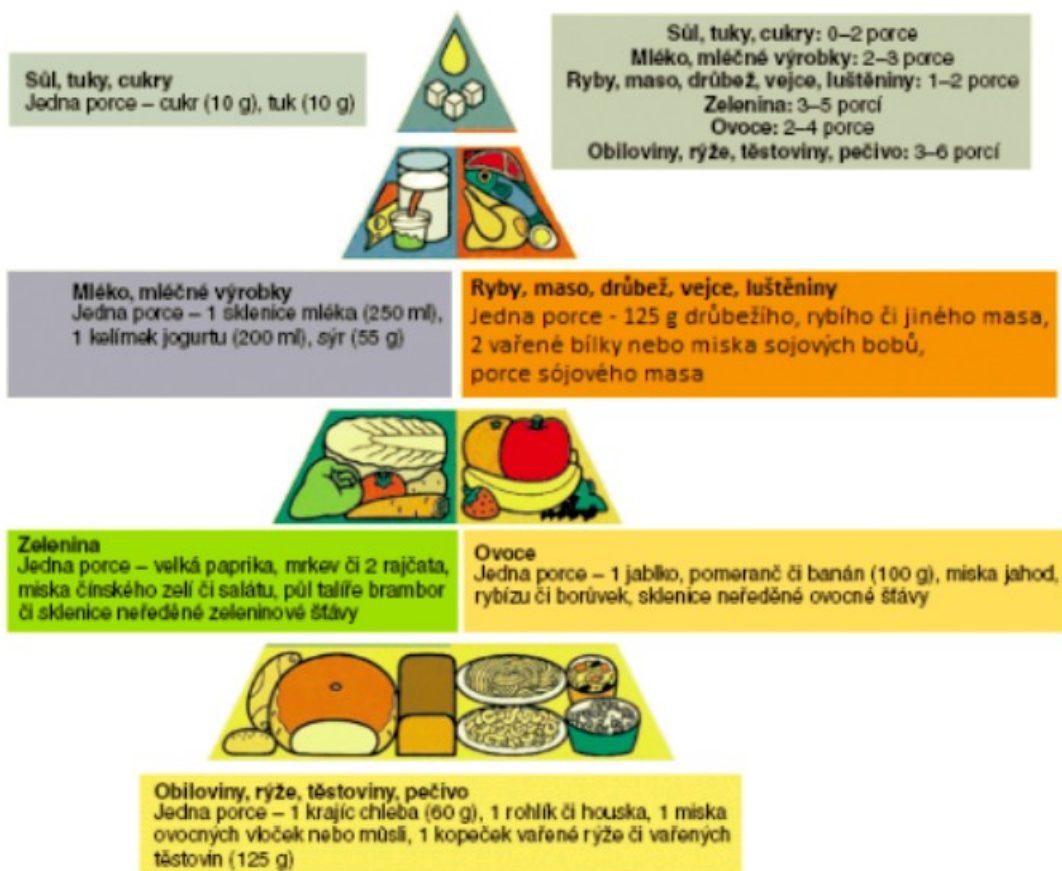 Sůl, tuky, cukry
Jedna porce – cukr (10 g), tuk (10 g)
Sůl, tuky, cukry: 0–2 porce
Mléko, mléčné výrobky: 2–3 porce
Ryby, maso, drůbež, vejce, luštěniny: 1–2 porce
Zelenina: 3–5 porcí
Ovoce: 2–4 porce
Obiloviny, rýže, těstoviny, pečivo: 3–6 porcí
Mléko, mléčné výrobky
Jedna porce – 1 sklenice mléka (250 ml),
1 kelímek jogurtu (200 ml), sýr (55 g)
Ryby, maso, drůbež, vejce, luštěniny
Jedna porce - 125 g drůbežího, rybího či jiného masa,
2 vařené bílky nebo miska sojových bobů,
porce sójového masa
Zelenina
Jedna porce – velká paprika, mrkev či 2 rajčata,
miska čínského zelí či salátu, půl talíře brambor
či sklenice neředěné zeleninové šťávy
Ovoce
Jedna porce – 1 jablko, pomeranč či banán (100 g), miska jahod,
rybízu či borůvek, sklenice neředěné ovocné šťávy
Obiloviny, rýže, těstoviny, pečivo
Jedna porce – 1 krajíc chleba (60 g), 1 rohlík či houska, 1 miska
ovocných vloček nebo műsli, 1 kopeček vařené rýže či vařených
těstovin (125 g)